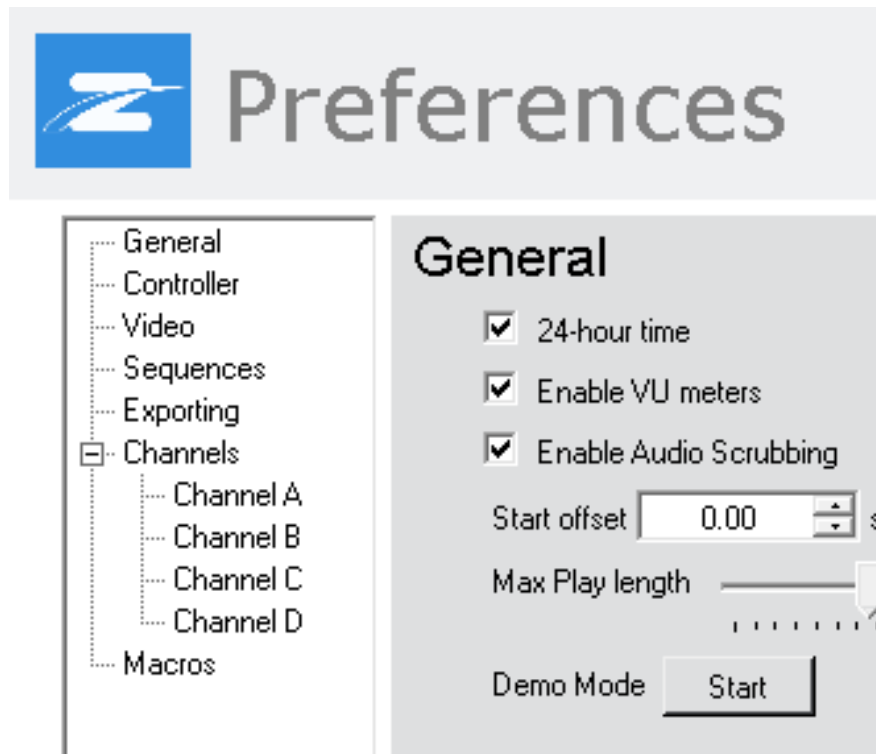 Preferences
General
Controller
Video
Sequences
Exporting
Channels
Channel A
Channel B
Channel C
Channel D
Macros
General
24-hour time
Enable VU meters
Enable Audio Scrubbing
Start offset 0.00
Max Play length
Demo Mode Start